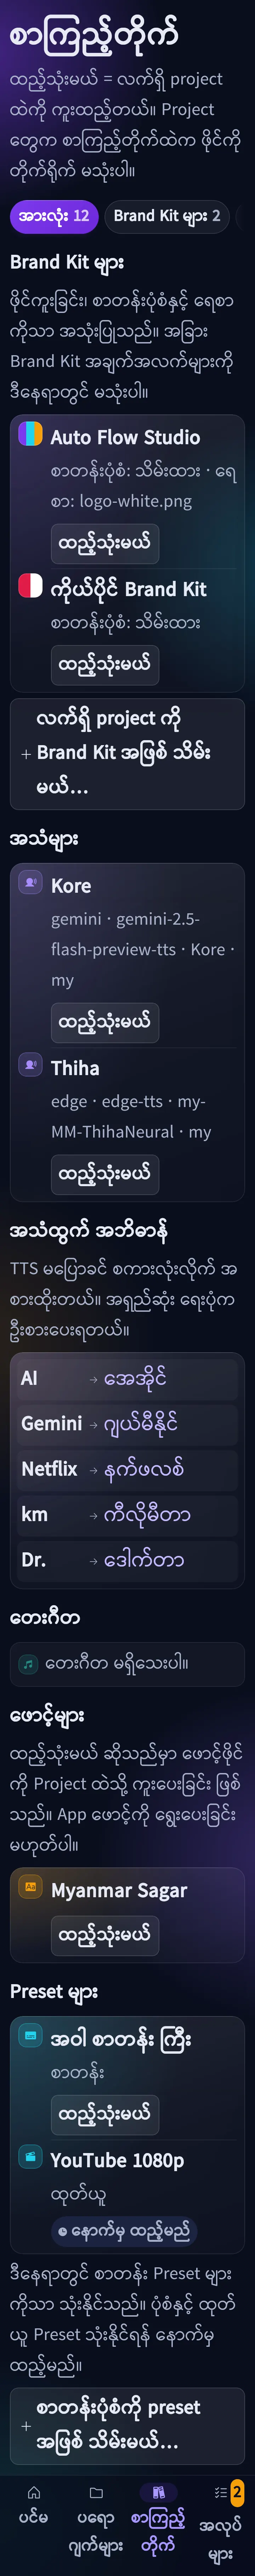 စာကြည့်တိုက်
ထည့်သုံးမယ် = လက်ရှိ project
ထဲကို ကူးထည့်တယ်။ Project
တွေက စာကြည့်တိုက်ထဲက ဖိုင်ကို
တိုက်ရိုက် မသုံးပါ။
အားလုံး 12
Brand Kit များ 2
Brand Kit များ
ဖိုင်ကူးခြင်း၊ စာတန်းပုံစံနှင့် ရေစာ
ကိုသာ အသုံးပြုသည်။ အခြား
Brand Kit အချက်အလက်များကို
ဒီနေရာတွင် မသုံးပါ။
Auto Flow Studio
စာတန်းပုံစံ: သိမ်းထား · ရေ
စာ: logo-white.png
ထည့်သုံးမယ်
ကိုယ်ပိုင် Brand Kit
စာတန်းပုံစံ: သိမ်းထား
ထည့်သုံးမယ်
လက်ရှိ project ကို
+ Brand Kit အဖြစ် သိမ်း
မယ်…
အသံများ
Kore
gemini · gemini-2.5-
flash-preview-tts · Kore ·
my
ထည့်သုံးမယ်
Thiha
edge · edge-tts · my-
MM-ThihaNeural · my
ထည့်သုံးမယ်
အသံထွက် အဘိဓာန်
TTS မပြောခင် စကားလုံးလိုက် အ
စားထိုးတယ်။ အရှည်ဆုံး ရေးပုံက
ဦးစားပေးရတယ်။
AI → အေအိုင်
Gemini → ဂျယ်မီနိုင်
Netflix → နက်ဖလစ်
km → ကီလိုမီတာ
Dr. → ဒေါက်တာ
တေးဂီတ
တေးဂီတ မရှိသေးပါ။
ဖောင့်များ
ထည့်သုံးမယ် ဆိုသည်မှာ ဖောင့်ဖိုင်
ကို Project ထဲသို့ ကူးပေးခြင်း ဖြစ်
သည်။ App ဖောင့်ကို ရွေးပေးခြင်း
မဟုတ်ပါ။
Myanmar Sagar
ထည့်သုံးမယ်
Preset များ
အဝါ စာတန်း ကြီး
စာတန်း
ထည့်သုံးမယ်
YouTube 1080p
ထုတ်ယူ
နောက်မှ ထည့်မည်
ဒီနေရာတွင် စာတန်း Preset များ
ကိုသာ သုံးနိုင်သည်။ ပုံစံနှင့် ထုတ်
ယူ Preset သုံးနိုင်ရန် နောက်မှ
ထည့်မည်။
စာတန်းပုံစံကို preset
+ အဖြစ် သိမ်းမယ်…
ပင်မ
ပရော
ဂျက်များ
စာကြည့်
တိုက်
2
အလုပ်
များ